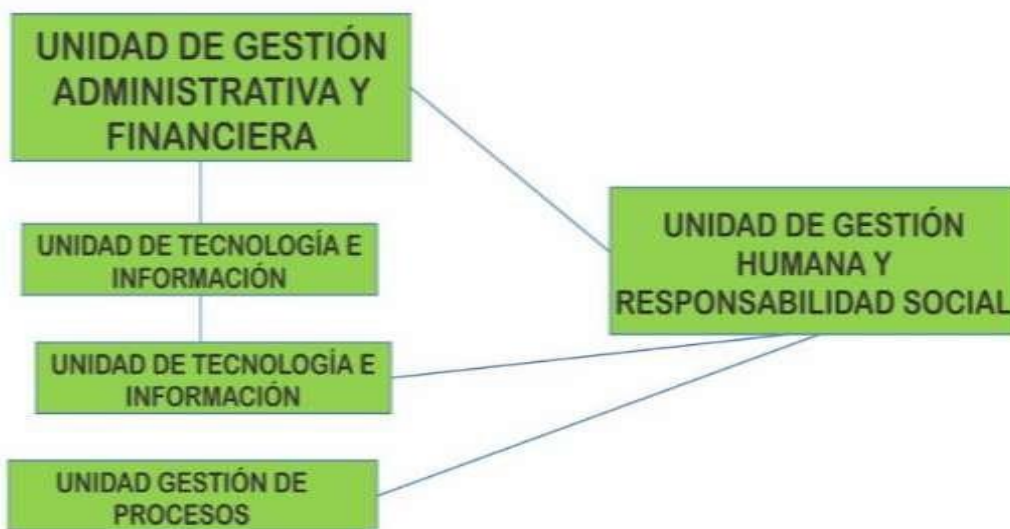 UNIDAD DE GESTIÓN
ADMINISTRATIVA Y
FINANCIERA
UNIDAD DE TECNOLOGÍA E
INFORMACIÓN
UNIDAD DE TECNOLOGÍA E
INFORMACIÓN
UNIDAD GESTIÓN DE
PROCESOS
UNIDAD DE GESTIÓN
HUMANA Y
RESPONSABILIDAD SOCIAL